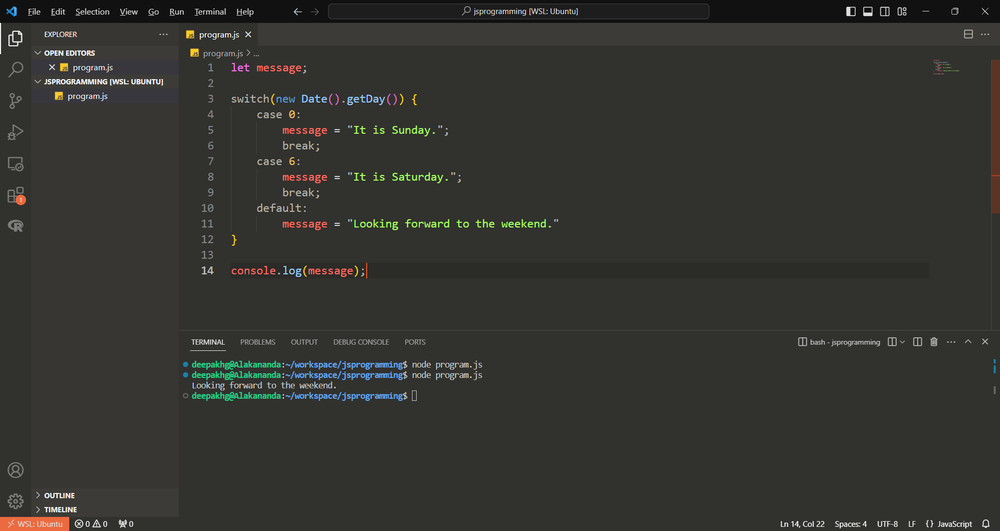 File Edit Selection View Go Run Terminal Help
jsprogramming [WSL: Ubuntu]
EXPLORER
OPEN EDITORS
JS program.js
JSPROGRAMMING [WSL: UBUNTU]
JS program.js
1
R
OUTLINE
TIMELINE
JS program.js
JS program.js > ...
1 let message;
2
3 switch(new Date().getDay()) {
4 case 0:
5 message = "It is Sunday.";
6 break;
7 case 6:
8 message = "It is Saturday.";
9 break;
10 default:
11 message = "Looking forward to the weekend."
12 }
13
14 console.log(message);
TERMINAL PROBLEMS OUTPUT DEBUG CONSOLE PORTS
bash - jsprogramming
deepakhg@Alakananda:~/workspace/jsprogramming$ node program.js
deepakhg@Alakananda:~/workspace/jsprogramming$ node program.js
Looking forward to the weekend.
deepakhg@Alakananda:~/workspace/jsprogramming$
WSL: Ubuntu 0 0 0 Ln 14, Col 22 Spaces: 4 UTF-8 LF {} JavaScript